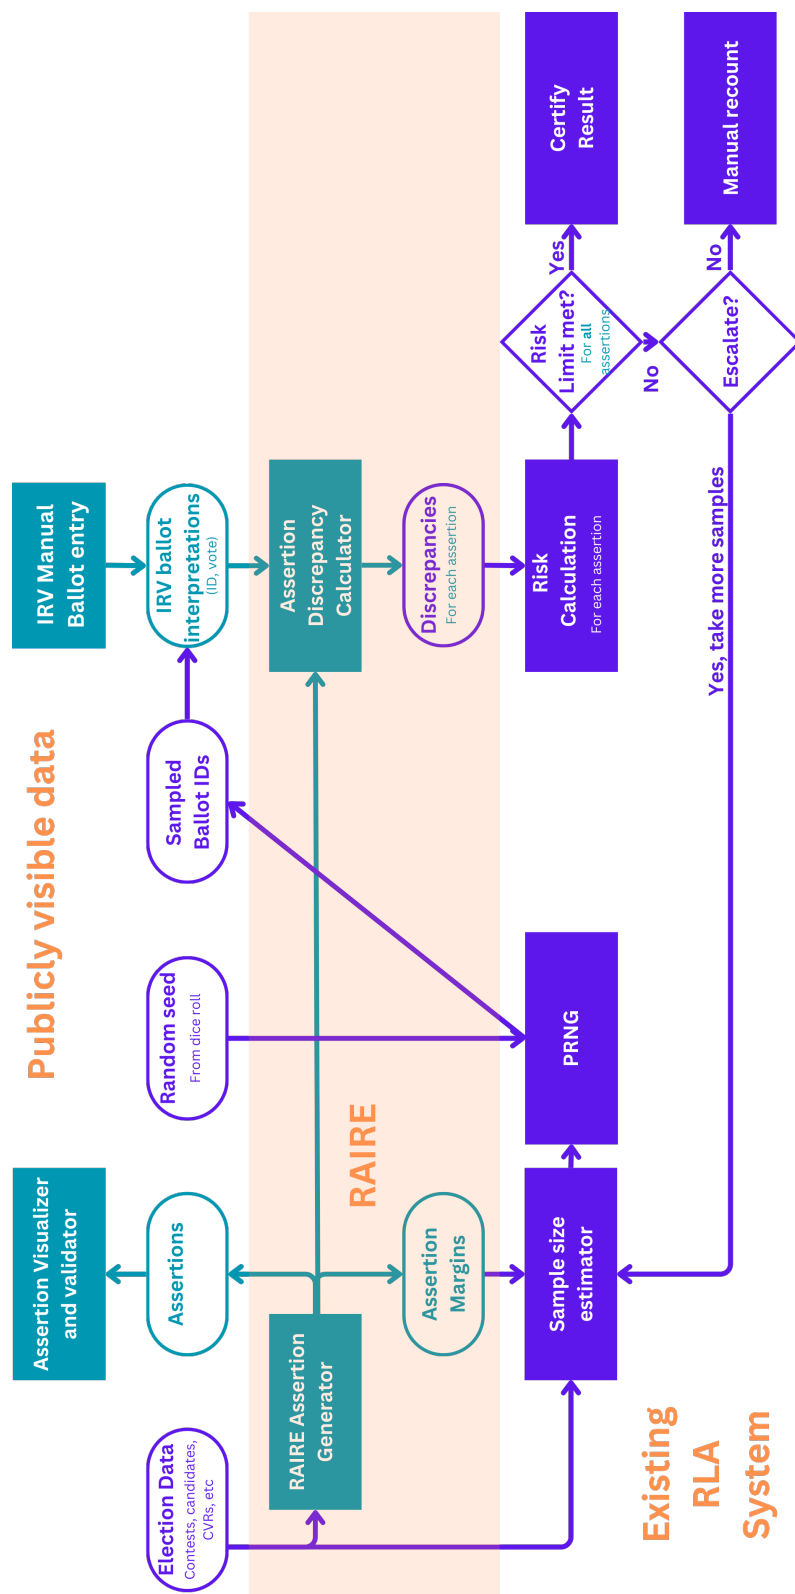 Publicly visible data
Assertion Visualizer
and validator
IRV Manual
Ballot entry
Election Data
Contests, candidates,
CVRs, etc
Assertions
Random seed
From dice roll
Sampled
Ballot IDs
IRV ballot
interpretations
(ID, vote)
RAIRE Assertion
Generator
RAIRE
Assertion
Discrepancy
Calculator
Assertion
Margins
Discrepancies
For each assertion
Existing
RLA
System
Sample size
estimator
PRNG
Risk
Calculation
For each assertion
Risk
Limit met?
For all
assertions
Yes
Certify
Result
No
Yes, take more samples
Escalate?
No
Manual recount